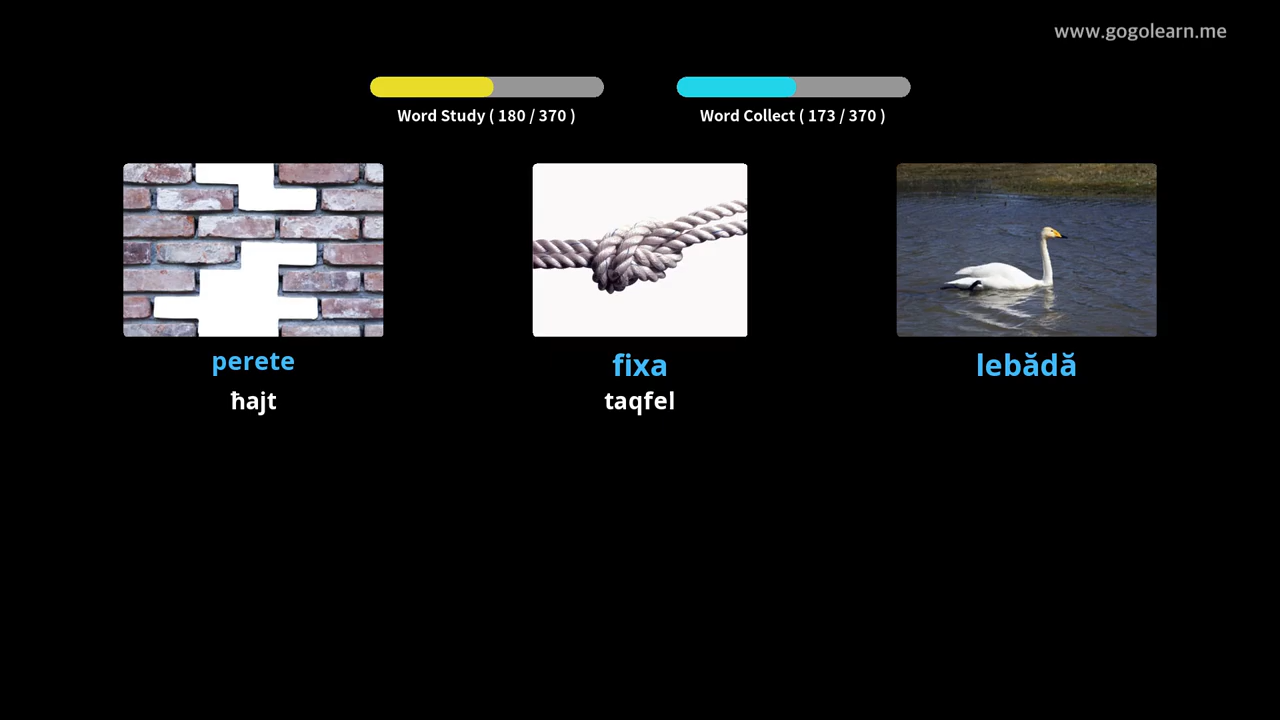 www.gogolearn.me
Word Study ( 180 / 370 )
Word Collect ( 173 / 370 )
perete
fixa
lebădă
ħajt
taqfel